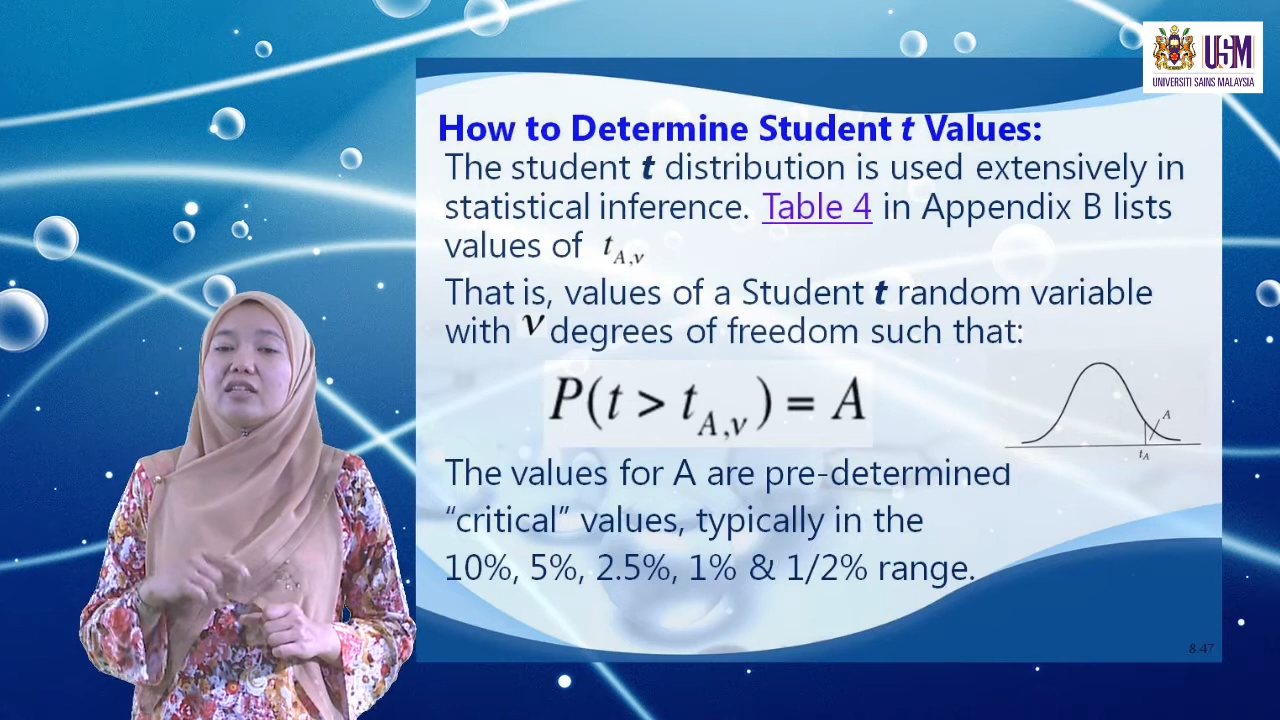 USM
UNIVERSITI SAINS MALAYSIA
How to Determine Student t Values:
The student t distribution is used extensively in
statistical inference. Table 4 in Appendix B lists
values of t_{A,ν}
That is, values of a Student t random variable
with ν degrees of freedom such that:
P(t > t_{A,ν}) = A
A
t_A
The values for A are pre-determined
“critical” values, typically in the
10%, 5%, 2.5%, 1% & 1/2% range.
8.47